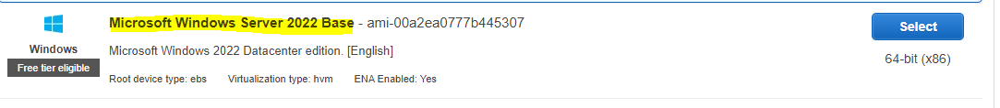 Microsoft Windows Server 2022 Base - ami-00a2ea0777b445307
Select
Windows
Microsoft Windows 2022 Datacenter edition. [English]
64-bit (x86)
Free tier eligible
Root device type: ebs Virtualization type: hvm ENA Enabled: Yes